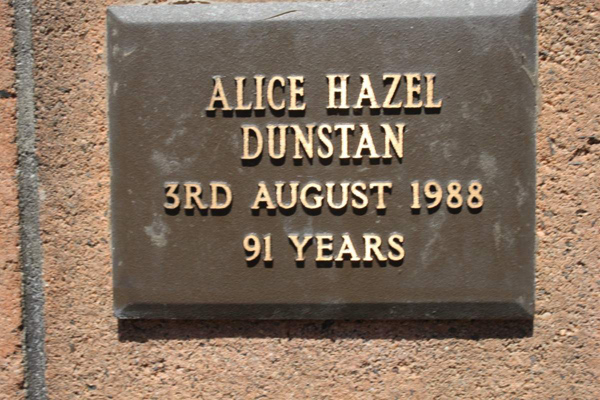 ALICE HAZEL
DUNSTAN
3RD AUGUST 1988
91 YEARS